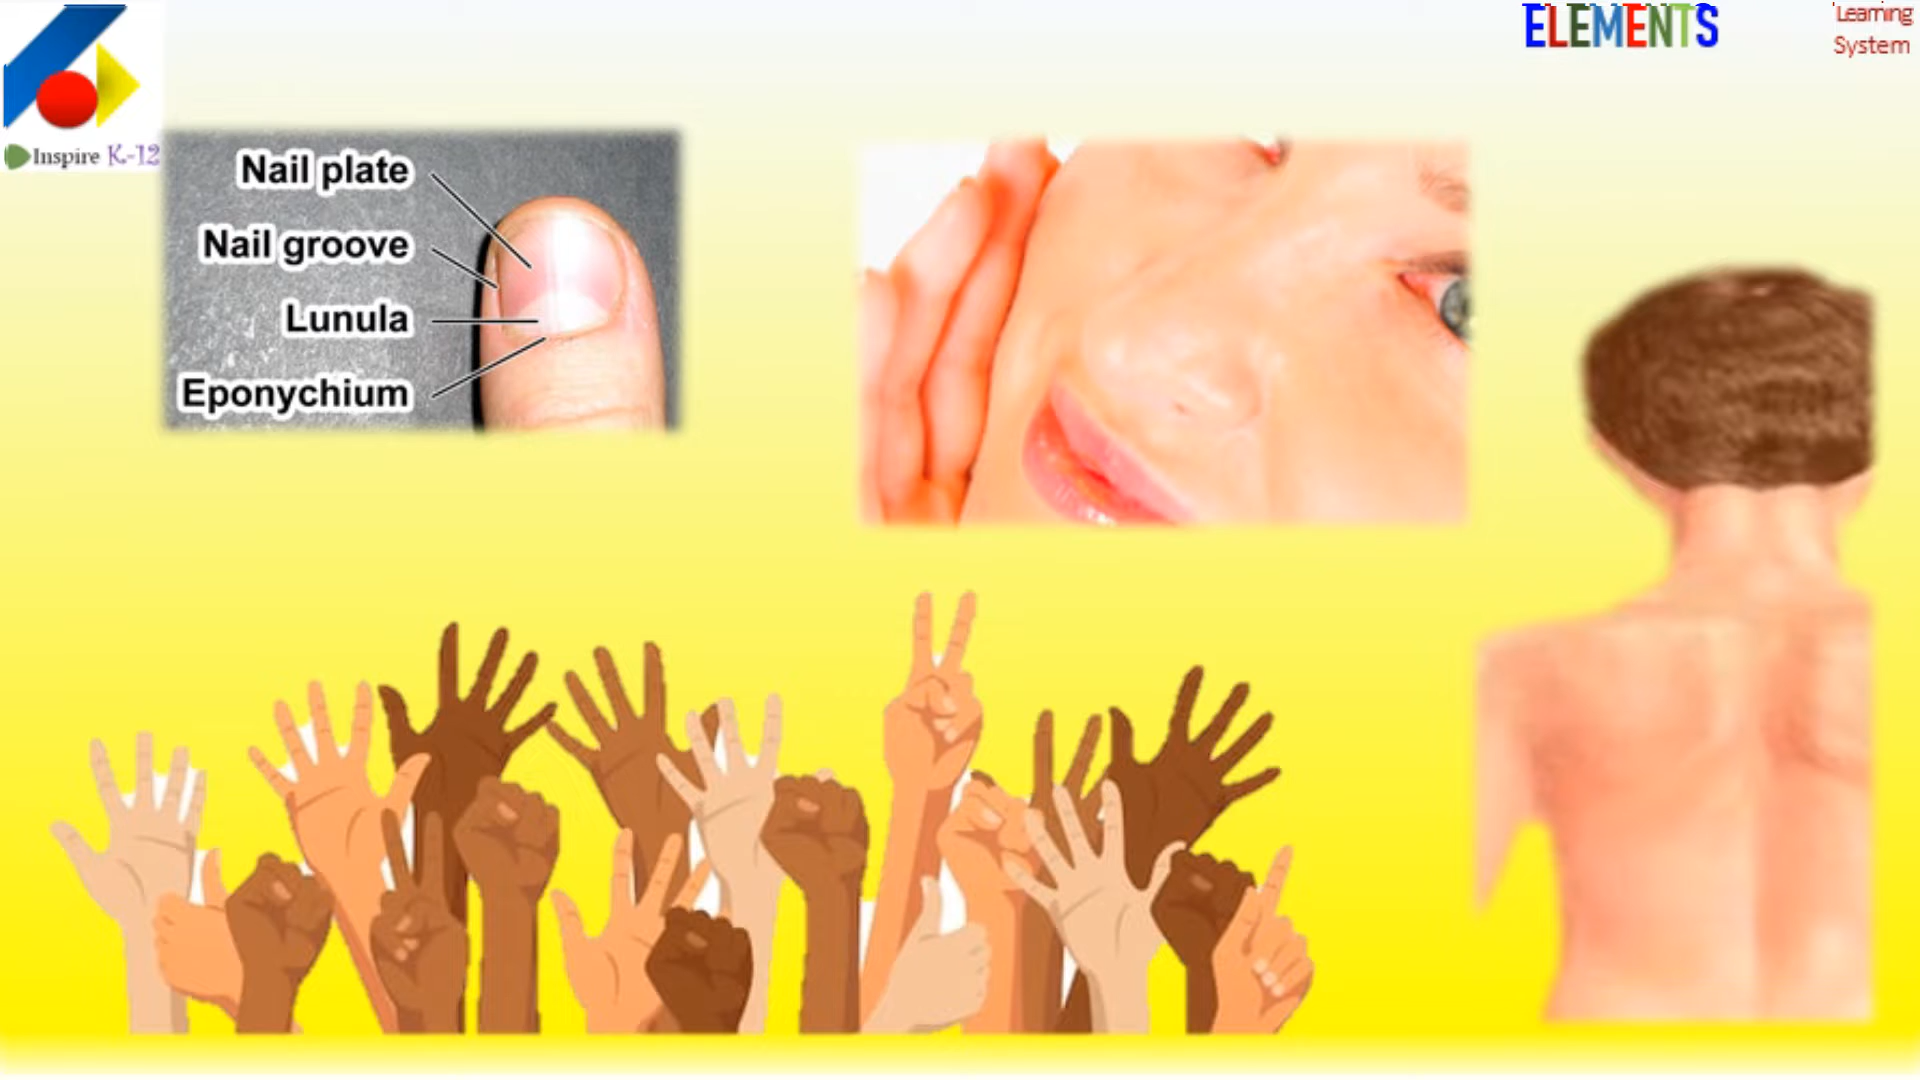 ELEMENTS
Learning
System
Inspire K-12
Nail plate
Nail groove
Lunula
Eponychium